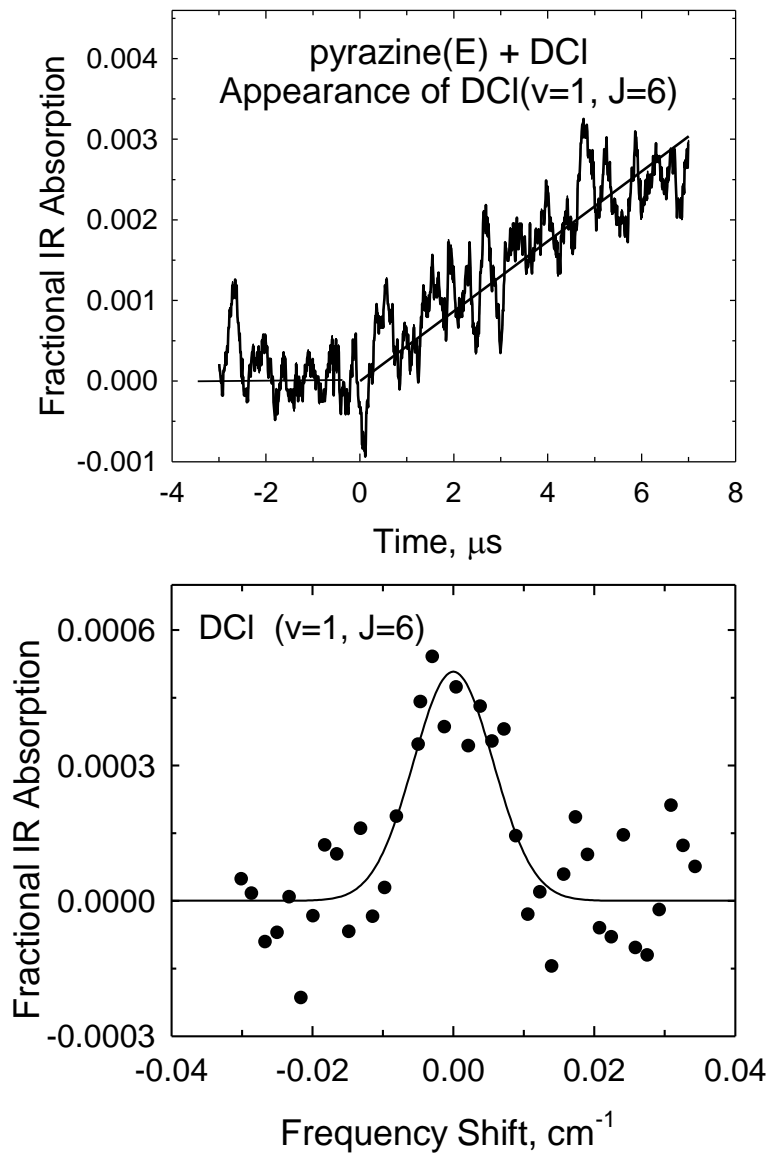 pyrazine(E) + DCl
Appearance of DCl(v=1, J=6)
Fractional IR Absorption
0.004
0.003
0.002
0.001
0.000
-0.001
-4 -2 0 2 4 6 8
Time, μs
DCl (v=1, J=6)
Fractional IR Absorption
0.0006
0.0003
0.0000
-0.0003
-0.04 -0.02 0.00 0.02 0.04
Frequency Shift, cm⁻¹